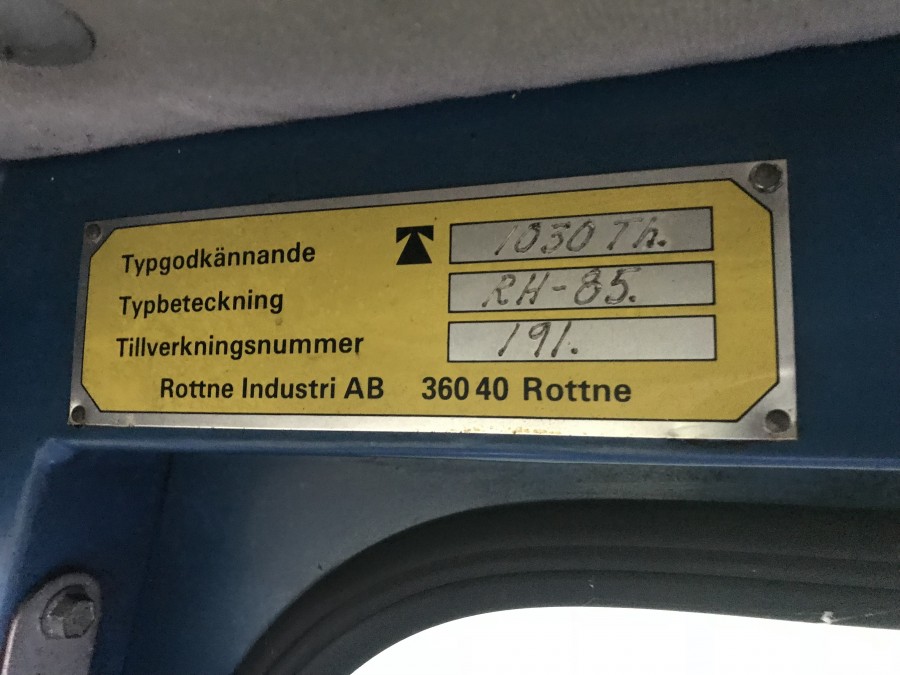 Typgodkännande 1050 Th.
Typbeteckning RH-85.
Tillverkningsnummer 191.
Rottne Industri AB 360 40 Rottne